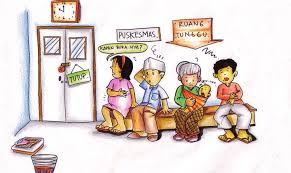 PUSKESMAS
RUANG
TUNGGU
KAPAN BUKA NYA?
TUTUP